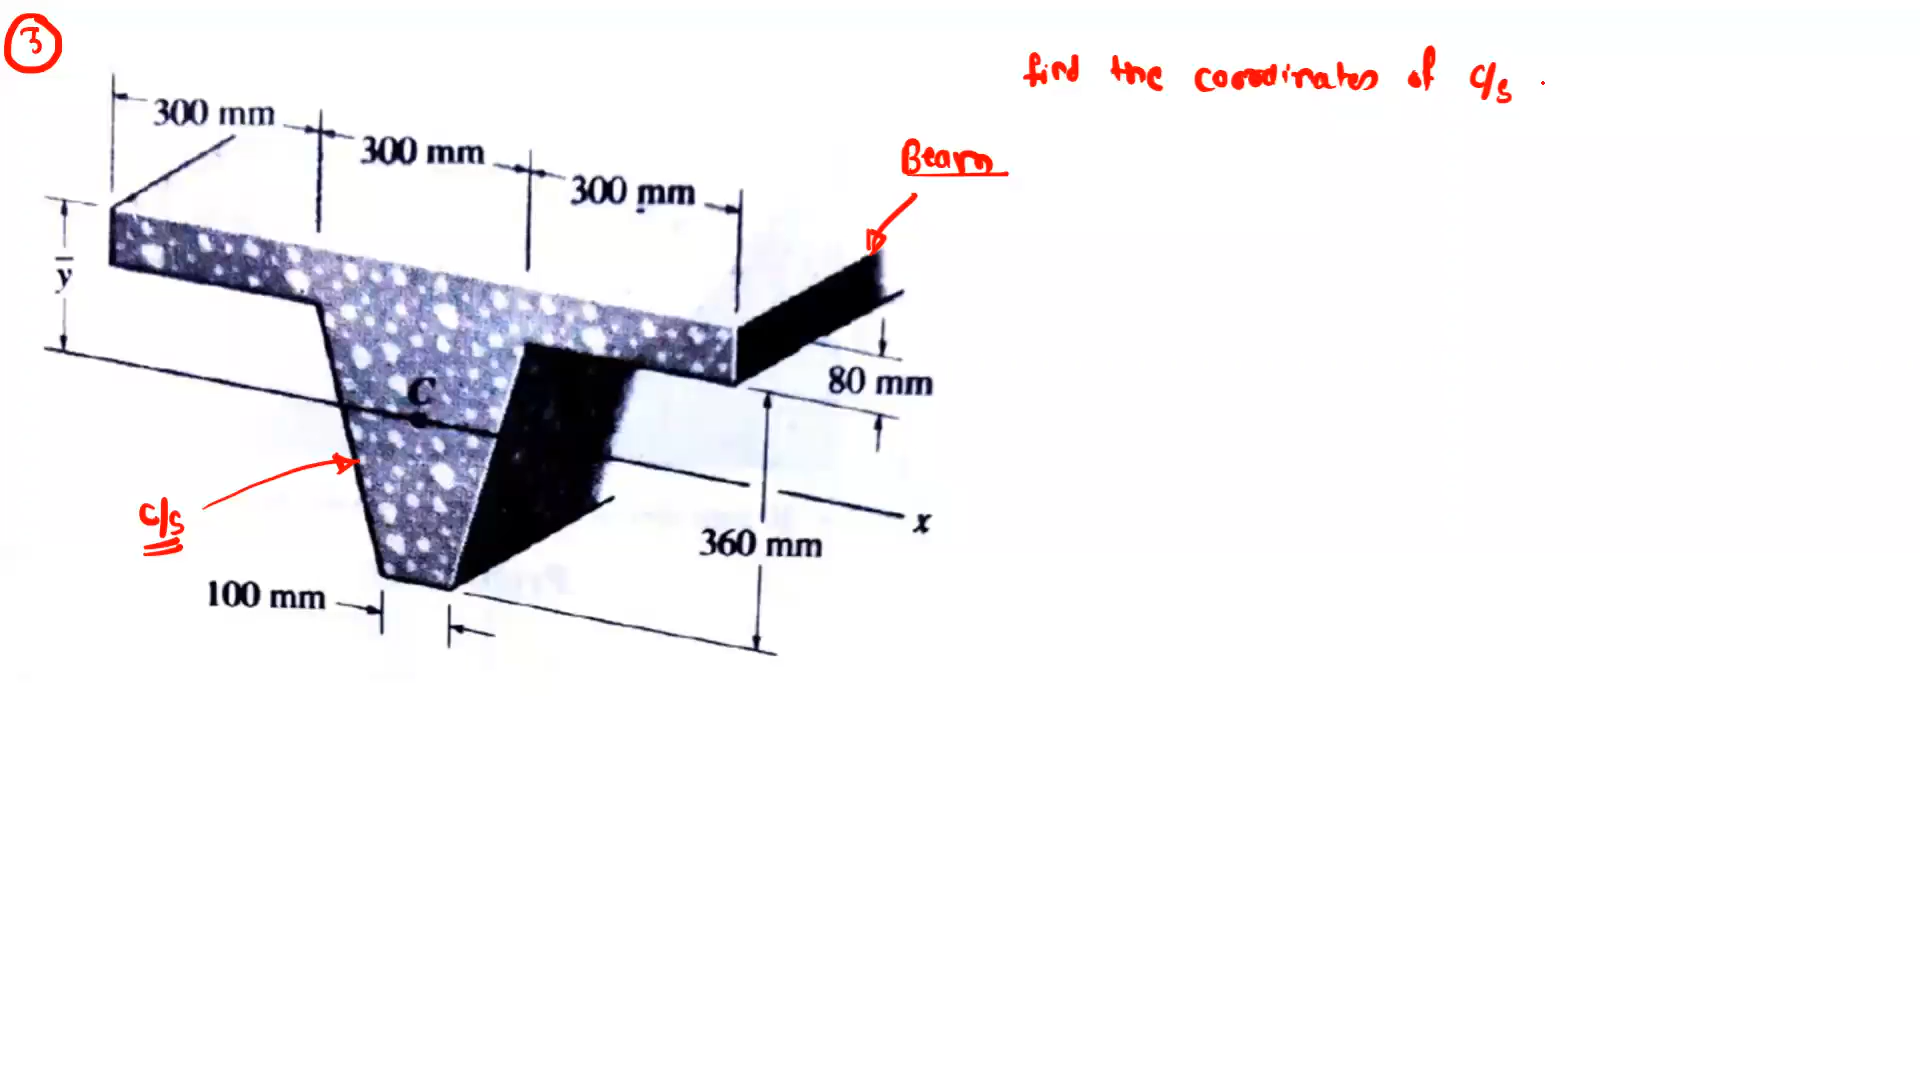 3
find the coordinates of c/s .
Beam
300 mm
300 mm
300 mm
y
C
80 mm
c/s
x
360 mm
100 mm